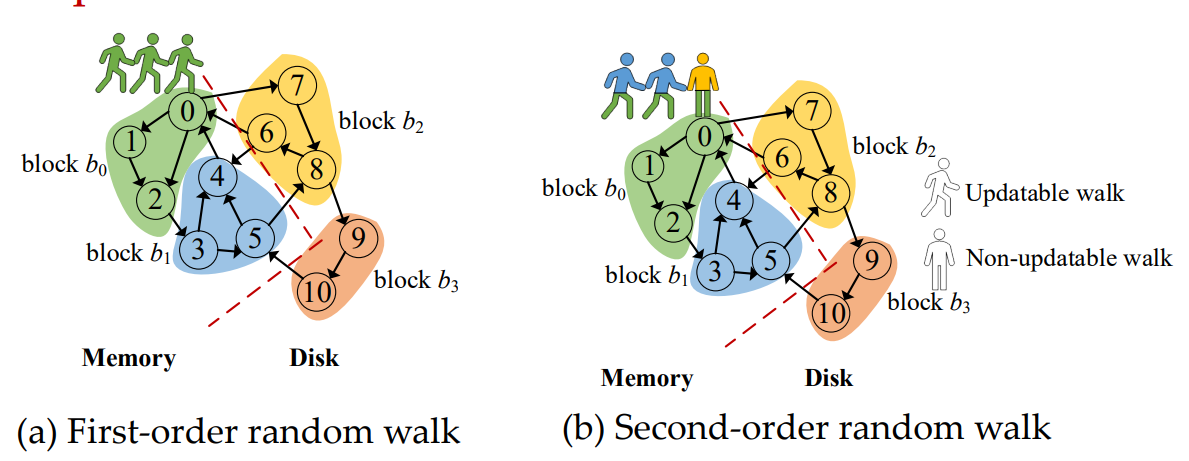 0
7
1
6
block b2
block b0
4
8
2
5
9
block b1
3
10
block b3
Memory
Disk
(a) First-order random walk
0
7
1
6
block b2
block b0
4
8
Updatable walk
2
5
9
Non-updatable walk
block b1
3
10
block b3
Memory
Disk
(b) Second-order random walk